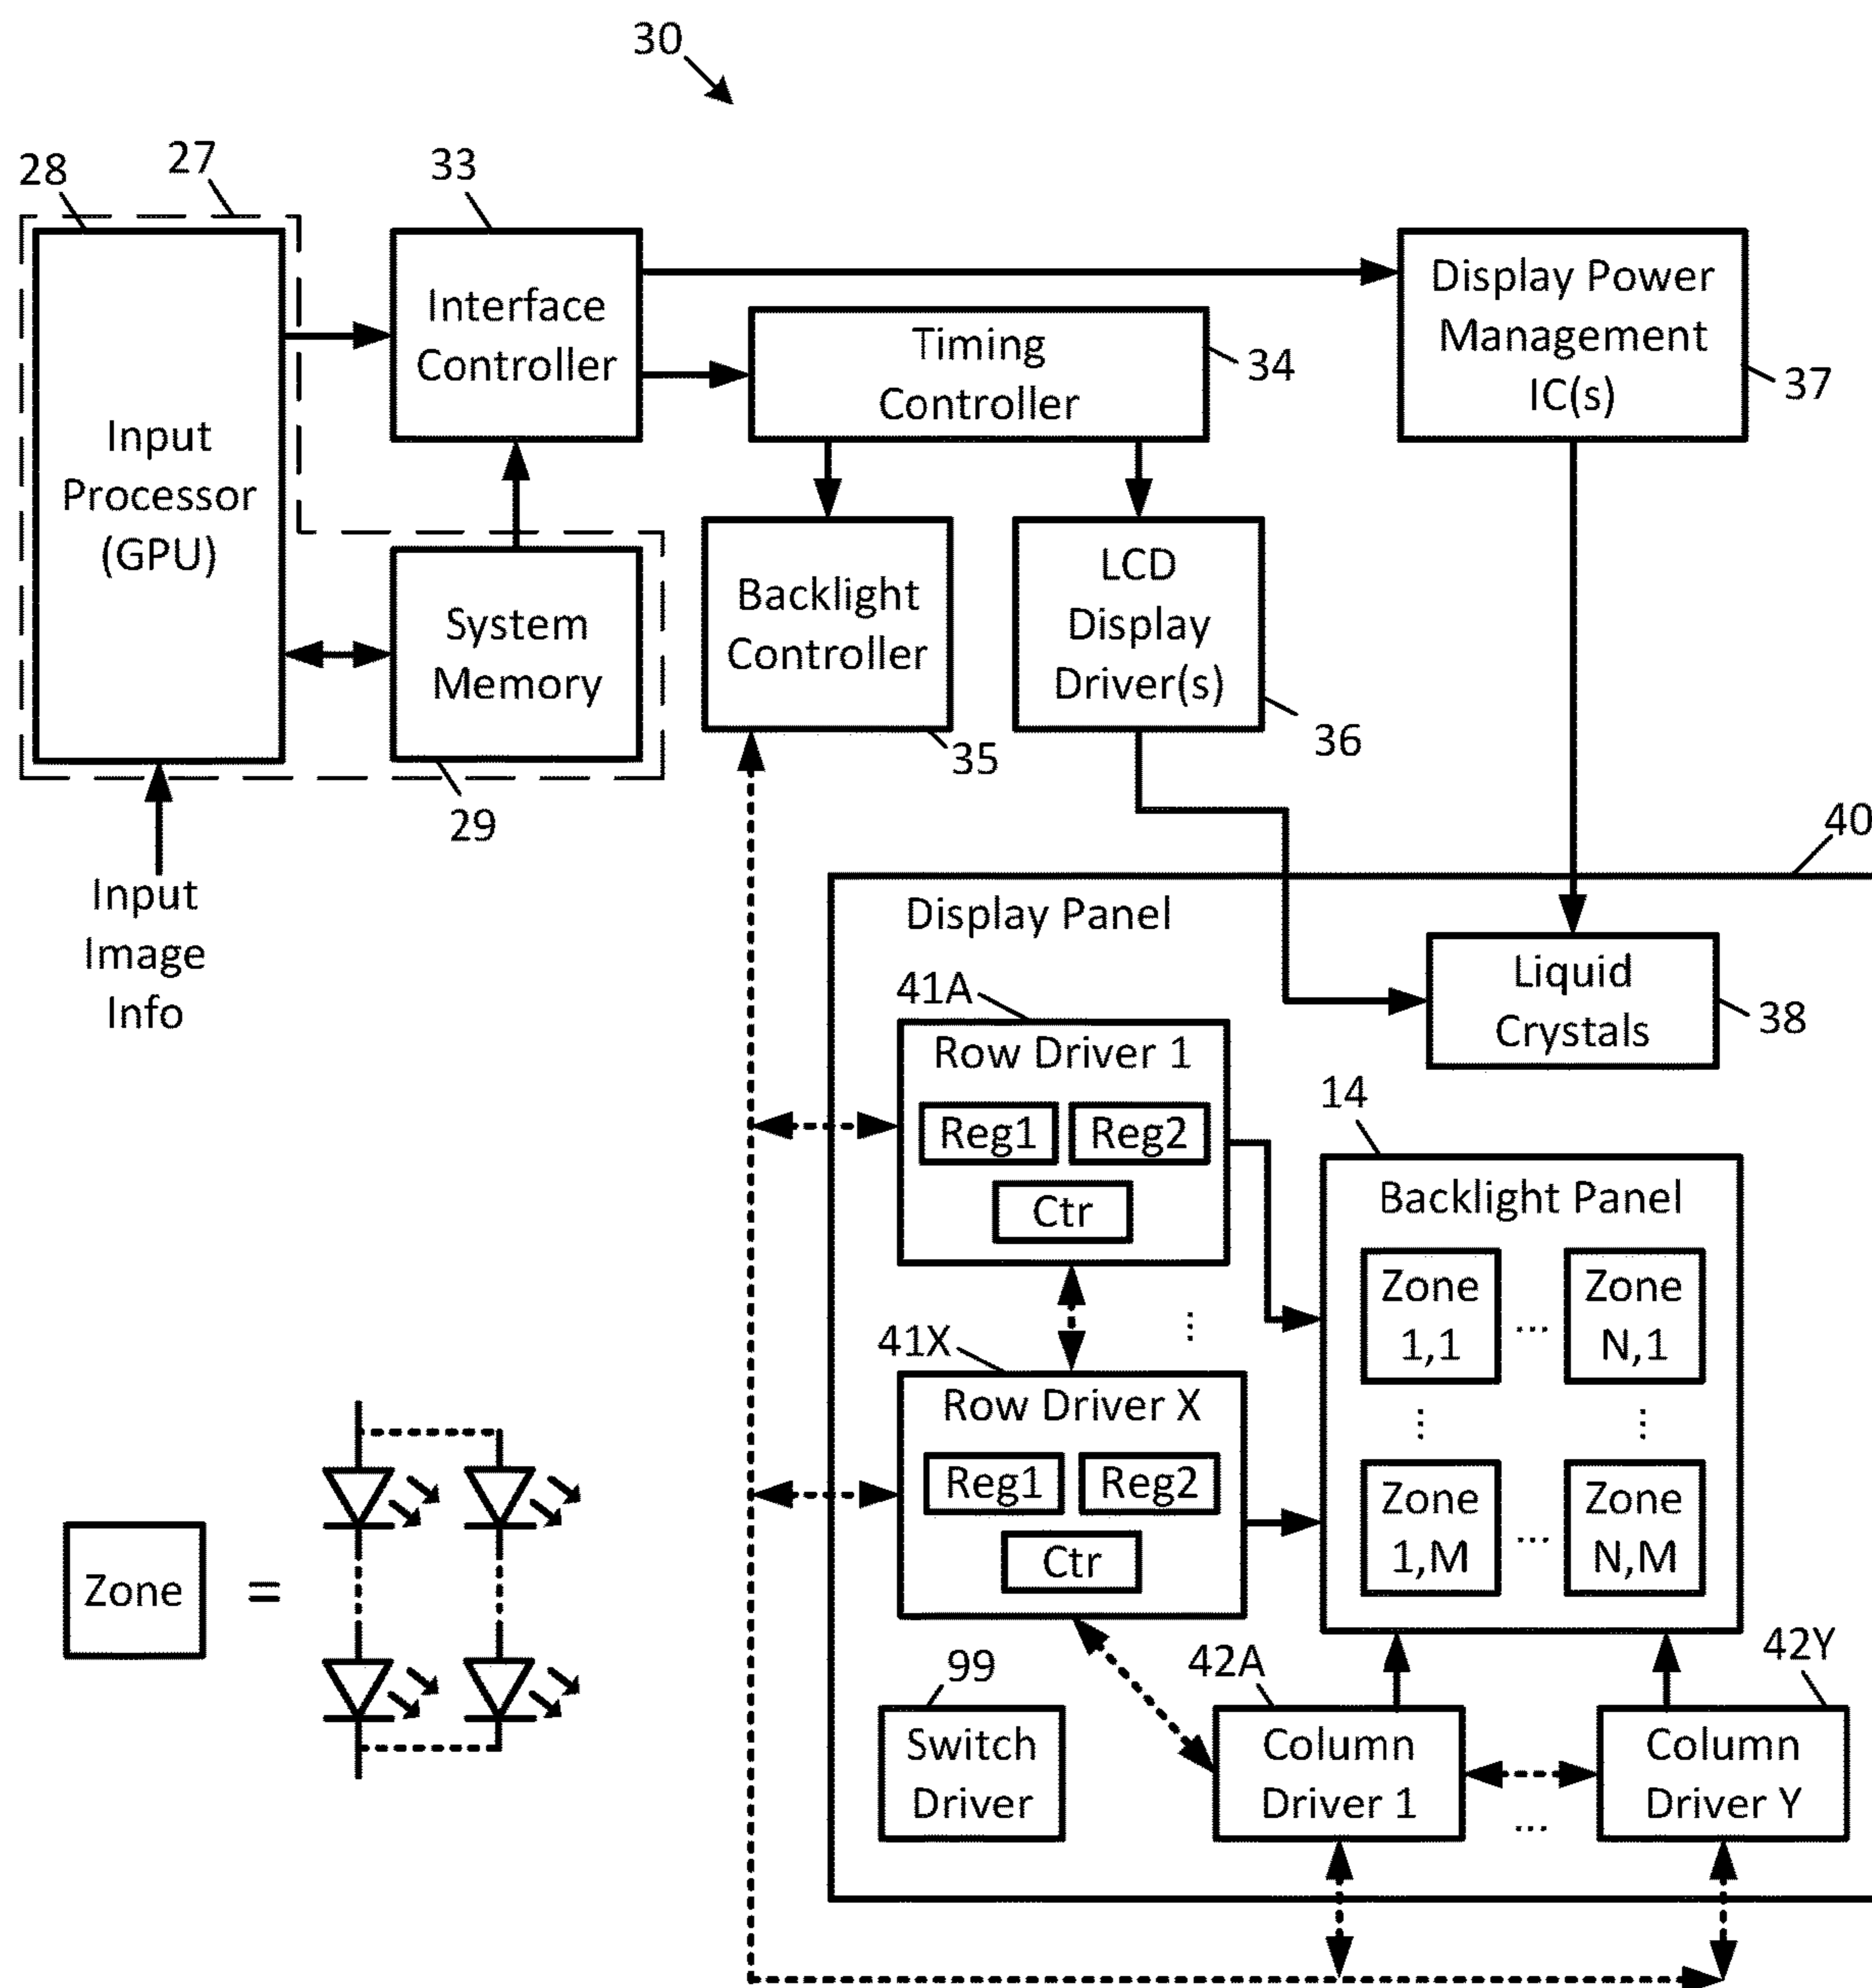 30
28
27
33
Interface
Controller
Display Power
Management
IC(s)
37
Timing
Controller
34
Input
Processor
(GPU)
System
Memory
29
Backlight
Controller
35
LCD
Display
Driver(s)
36
Input
Image
Info
40
Display Panel
Liquid
Crystals
38
41A
Row Driver 1
Reg1 Reg2
Ctr
14
Backlight Panel
Zone
1,1
...
Zone
N,1
...
...
Zone
1,M
...
Zone
N,M
...
41X
Row Driver X
Reg1 Reg2
Ctr
Zone
=
99
Switch
Driver
42A
Column
Driver 1
...
42Y
Column
Driver Y